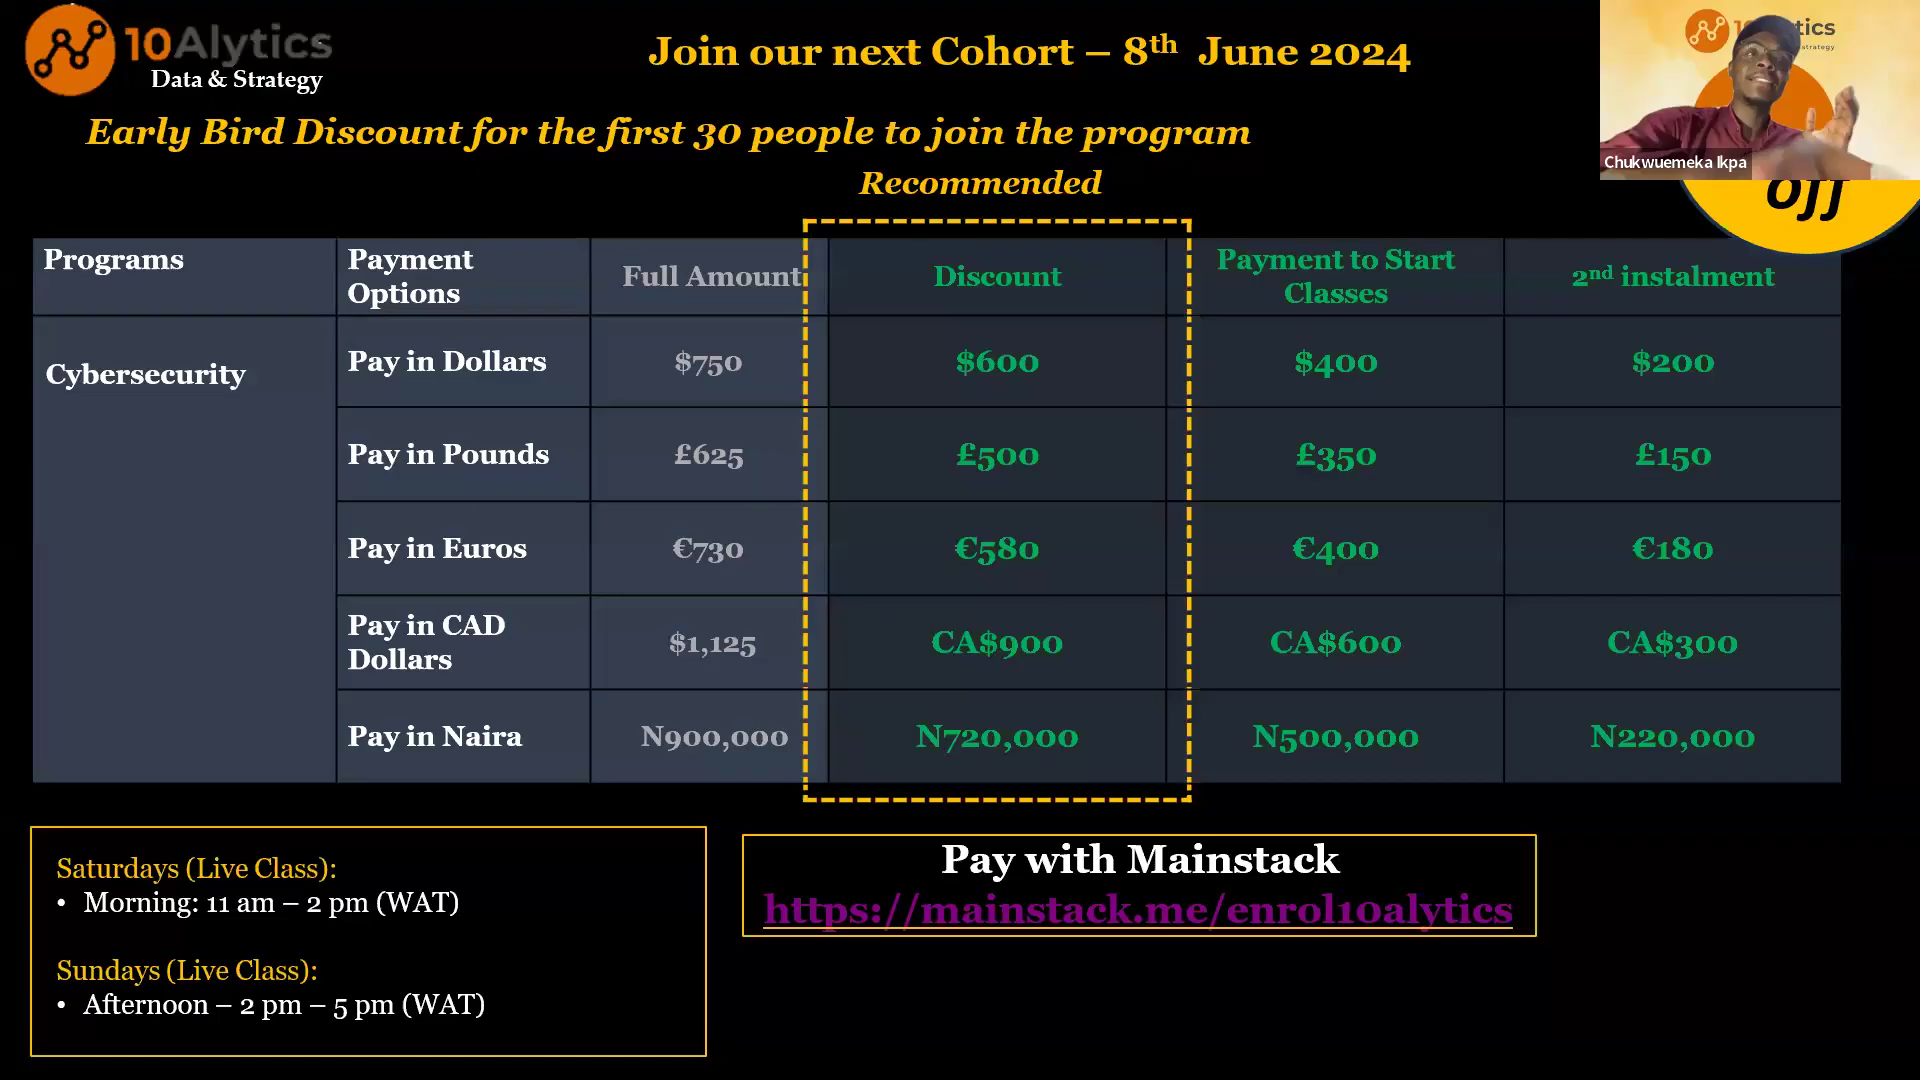 10Alytics
Data & Strategy
Join our next Cohort – 8th June 2024
Early Bird Discount for the first 30 people to join the program
Recommended
tics
strategy
Chukwuemeka Ikpa
off
Programs
Payment Options
Full Amount
Discount
Payment to Start Classes
2nd instalment
Cybersecurity
Pay in Dollars
$750
$600
$400
$200
Pay in Pounds
£625
£500
£350
£150
Pay in Euros
€730
€580
€400
€180
Pay in CAD Dollars
$1,125
CA$900
CA$600
CA$300
Pay in Naira
N900,000
N720,000
N500,000
N220,000
Saturdays (Live Class):
• Morning: 11 am – 2 pm (WAT)
Sundays (Live Class):
• Afternoon – 2 pm – 5 pm (WAT)
Pay with Mainstack
https://mainstack.me/enrol10alytics